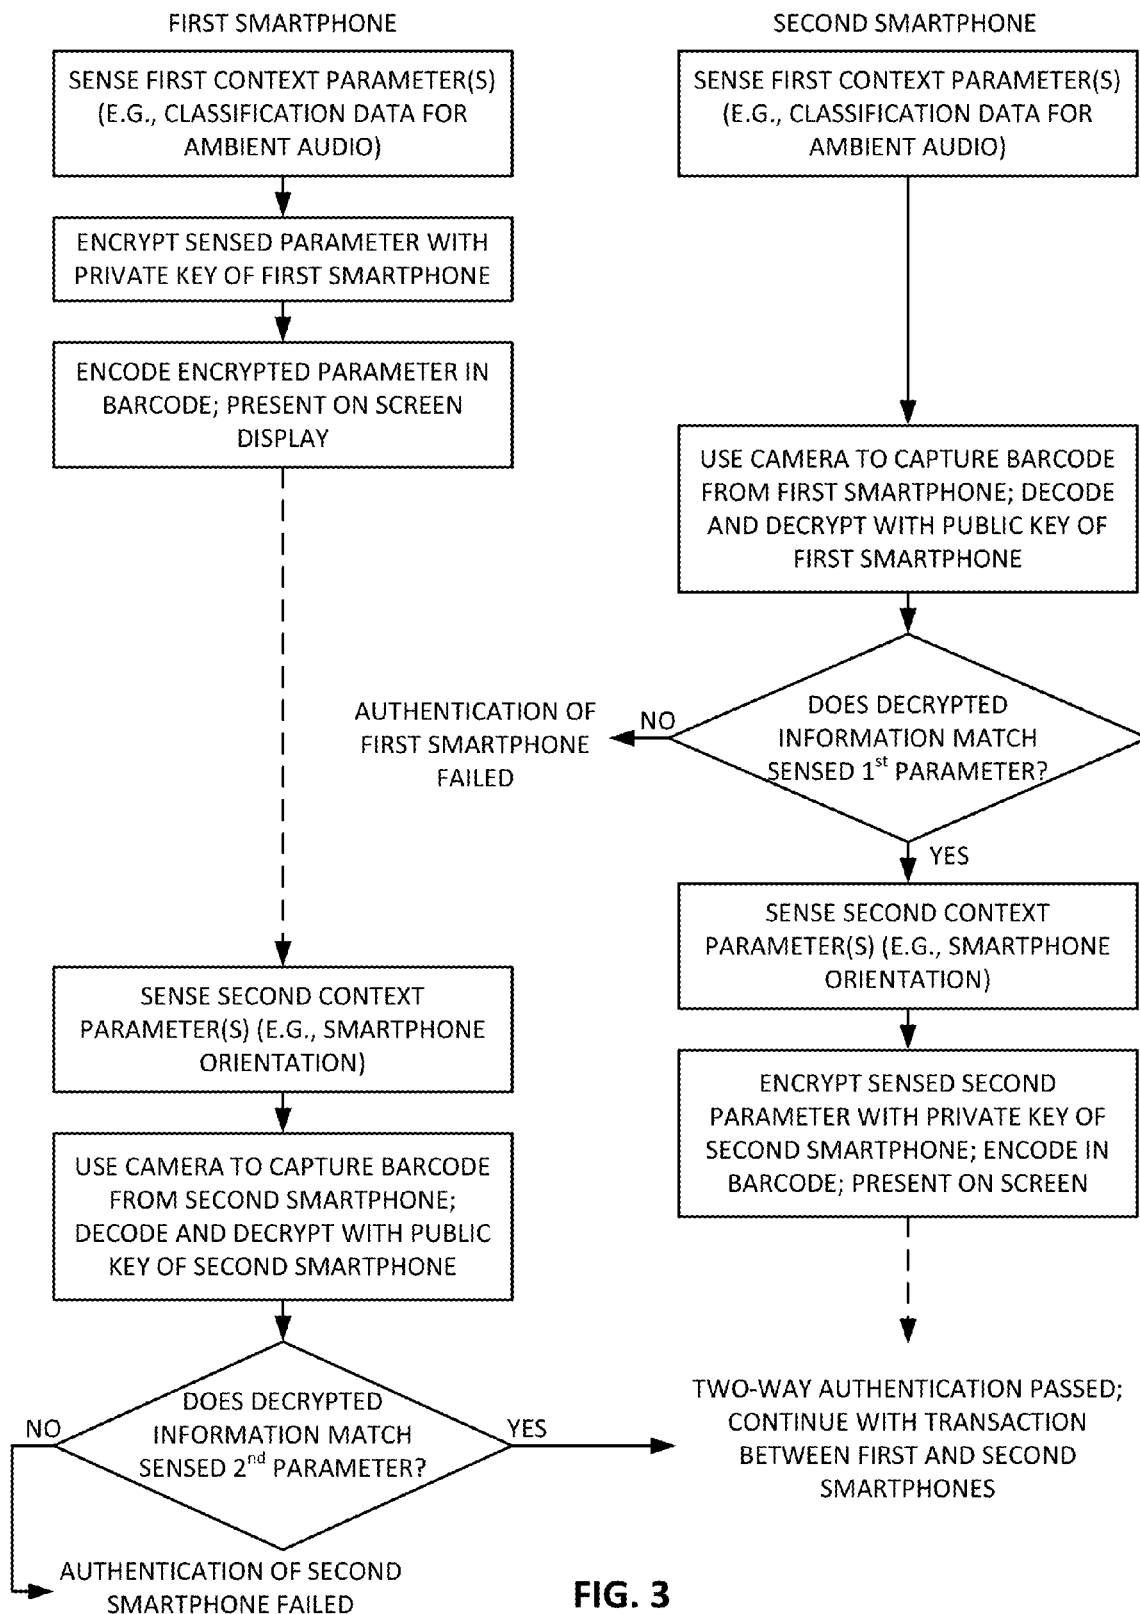 FIRST SMARTPHONE
SENSE FIRST CONTEXT PARAMETER(S)
(E.G., CLASSIFICATION DATA FOR
AMBIENT AUDIO)
ENCRYPT SENSED PARAMETER WITH
PRIVATE KEY OF FIRST SMARTPHONE
ENCODE ENCRYPTED PARAMETER IN
BARCODE; PRESENT ON SCREEN
DISPLAY
SENSE SECOND CONTEXT
PARAMETER(S) (E.G., SMARTPHONE
ORIENTATION)
USE CAMERA TO CAPTURE BARCODE
FROM SECOND SMARTPHONE;
DECODE AND DECRYPT WITH PUBLIC
KEY OF SECOND SMARTPHONE
DOES DECRYPTED
INFORMATION MATCH
SENSED 2nd PARAMETER?
NO
YES
AUTHENTICATION OF SECOND
SMARTPHONE FAILED
SECOND SMARTPHONE
SENSE FIRST CONTEXT PARAMETER(S)
(E.G., CLASSIFICATION DATA FOR
AMBIENT AUDIO)
USE CAMERA TO CAPTURE BARCODE
FROM FIRST SMARTPHONE; DECODE
AND DECRYPT WITH PUBLIC KEY OF
FIRST SMARTPHONE
DOES DECRYPTED
INFORMATION MATCH
SENSED 1st PARAMETER?
NO
AUTHENTICATION OF
FIRST SMARTPHONE
FAILED
YES
SENSE SECOND CONTEXT
PARAMETER(S) (E.G., SMARTPHONE
ORIENTATION)
ENCRYPT SENSED SECOND
PARAMETER WITH PRIVATE KEY OF
SECOND SMARTPHONE; ENCODE IN
BARCODE; PRESENT ON SCREEN
TWO-WAY AUTHENTICATION PASSED;
CONTINUE WITH TRANSACTION
BETWEEN FIRST AND SECOND
SMARTPHONES
FIG. 3